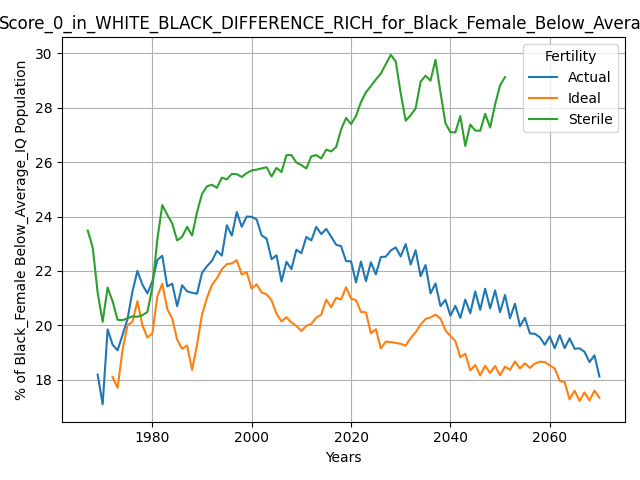 Score_0_in_WHITE_BLACK_DIFFERENCE_RICH_for_Black_Female_Below_Avera
% of Black_Female Below_Average_IQ Population
30
28
26
24
22
20
18
Fertility
Actual
Ideal
Sterile
1980
2000
2020
2040
2060
Years